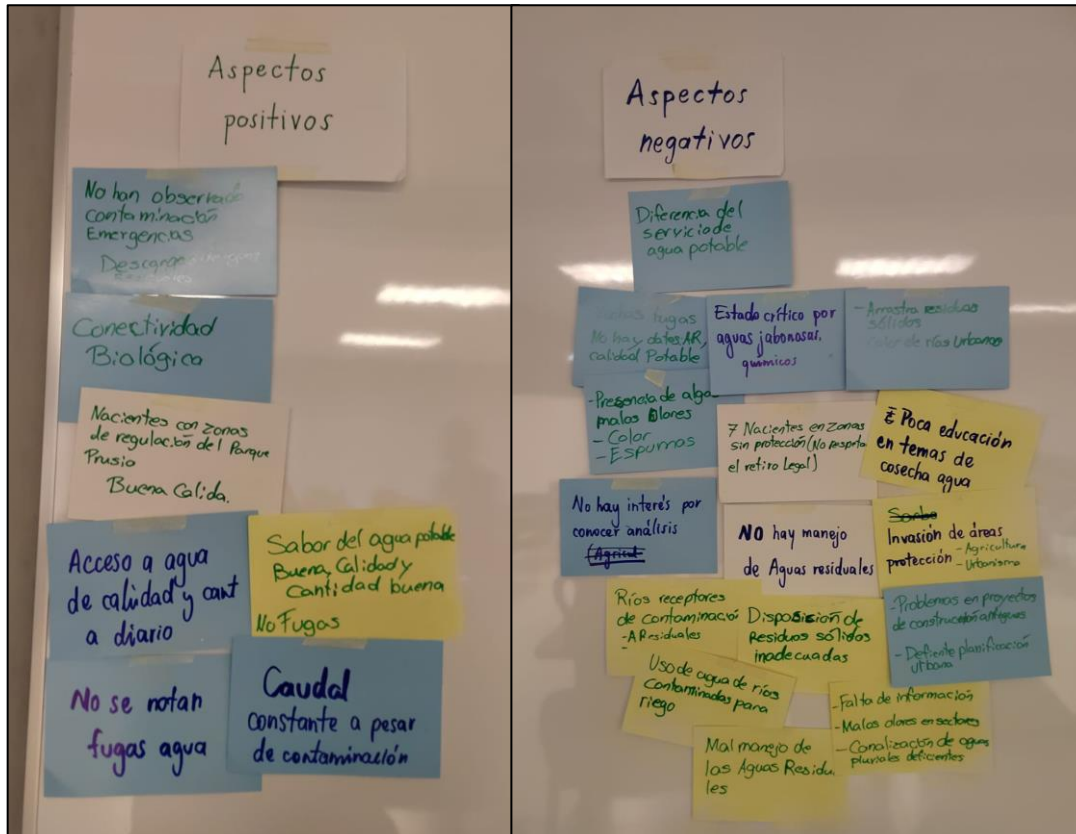 Aspectos
positivos
No han observado
contaminación
Emergencias
Conectividad
Biológica
Nacientes con zonas
de regulación del Parque
Prusio
Buena Calida.
Acceso a agua
de calidad y cant
a diario
Sabor del agua potable
Buena, Calidad y
Cantidad buena
No Fugas
No se notan
fugas agua
Caudal
constante a pesar
de contaminación
Aspectos
negativos
Diferencia del
servicio de
agua potable
fugas
No hay datos AR,
calidad Potable
Estado crítico por
aguas jabonosas.
químicos
- Arrastra residuos
sólidos
Color de ríos Urbanos
- Presencia de algas
malos Olores
- Color
- Espumas
7 Nacientes en zonas
sin protección (No respeta
el retiro legal)
Poca educación
en temas de
cosecha agua
No hay interés por
conocer análisis
NO hay manejo
de Aguas residuales
Invasión de áreas
protección - Agricultura
- Urbanismo
Ríos receptores
de contaminació
- A Residuales
Disposición de
Residuos sólidos
inadecuadas
- Problemas en proyectos
de construcción antiguos
- Defiente planificación
urbana
Uso de agua de ríos
Contaminadas para
riego
- Falta de información
- Malos olores en sectores
- Canalización de aguas
pluviales deficientes
Mal manejo de
las Aguas Residu.
les